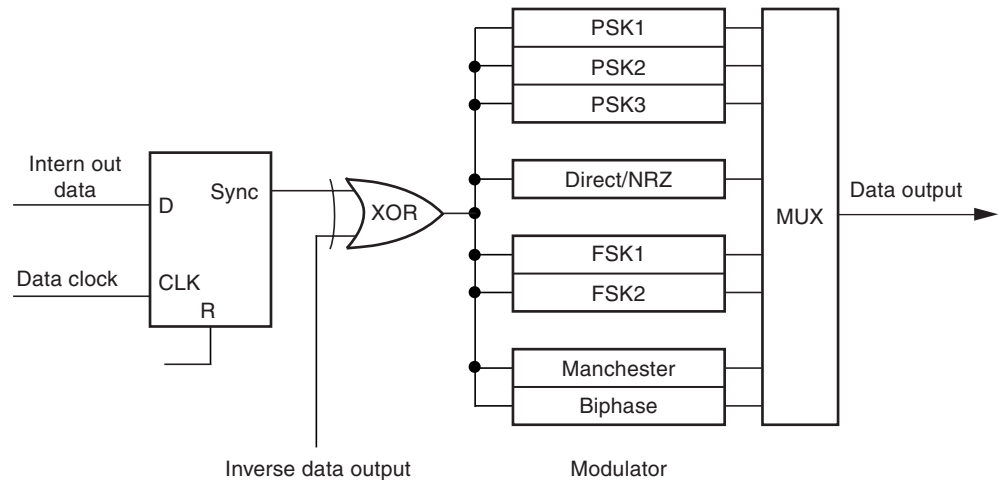 Intern out
data
Data clock
D
Sync
CLK
R
XOR
Inverse data output
PSK1
PSK2
PSK3
Direct/NRZ
FSK1
FSK2
Manchester
Biphase
Modulator
MUX
Data output